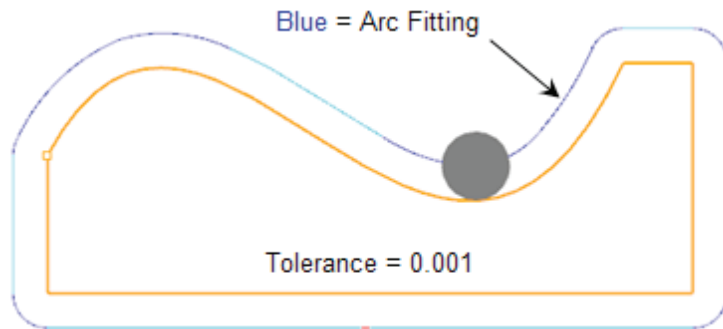 Blue = Arc Fitting
Tolerance = 0.001